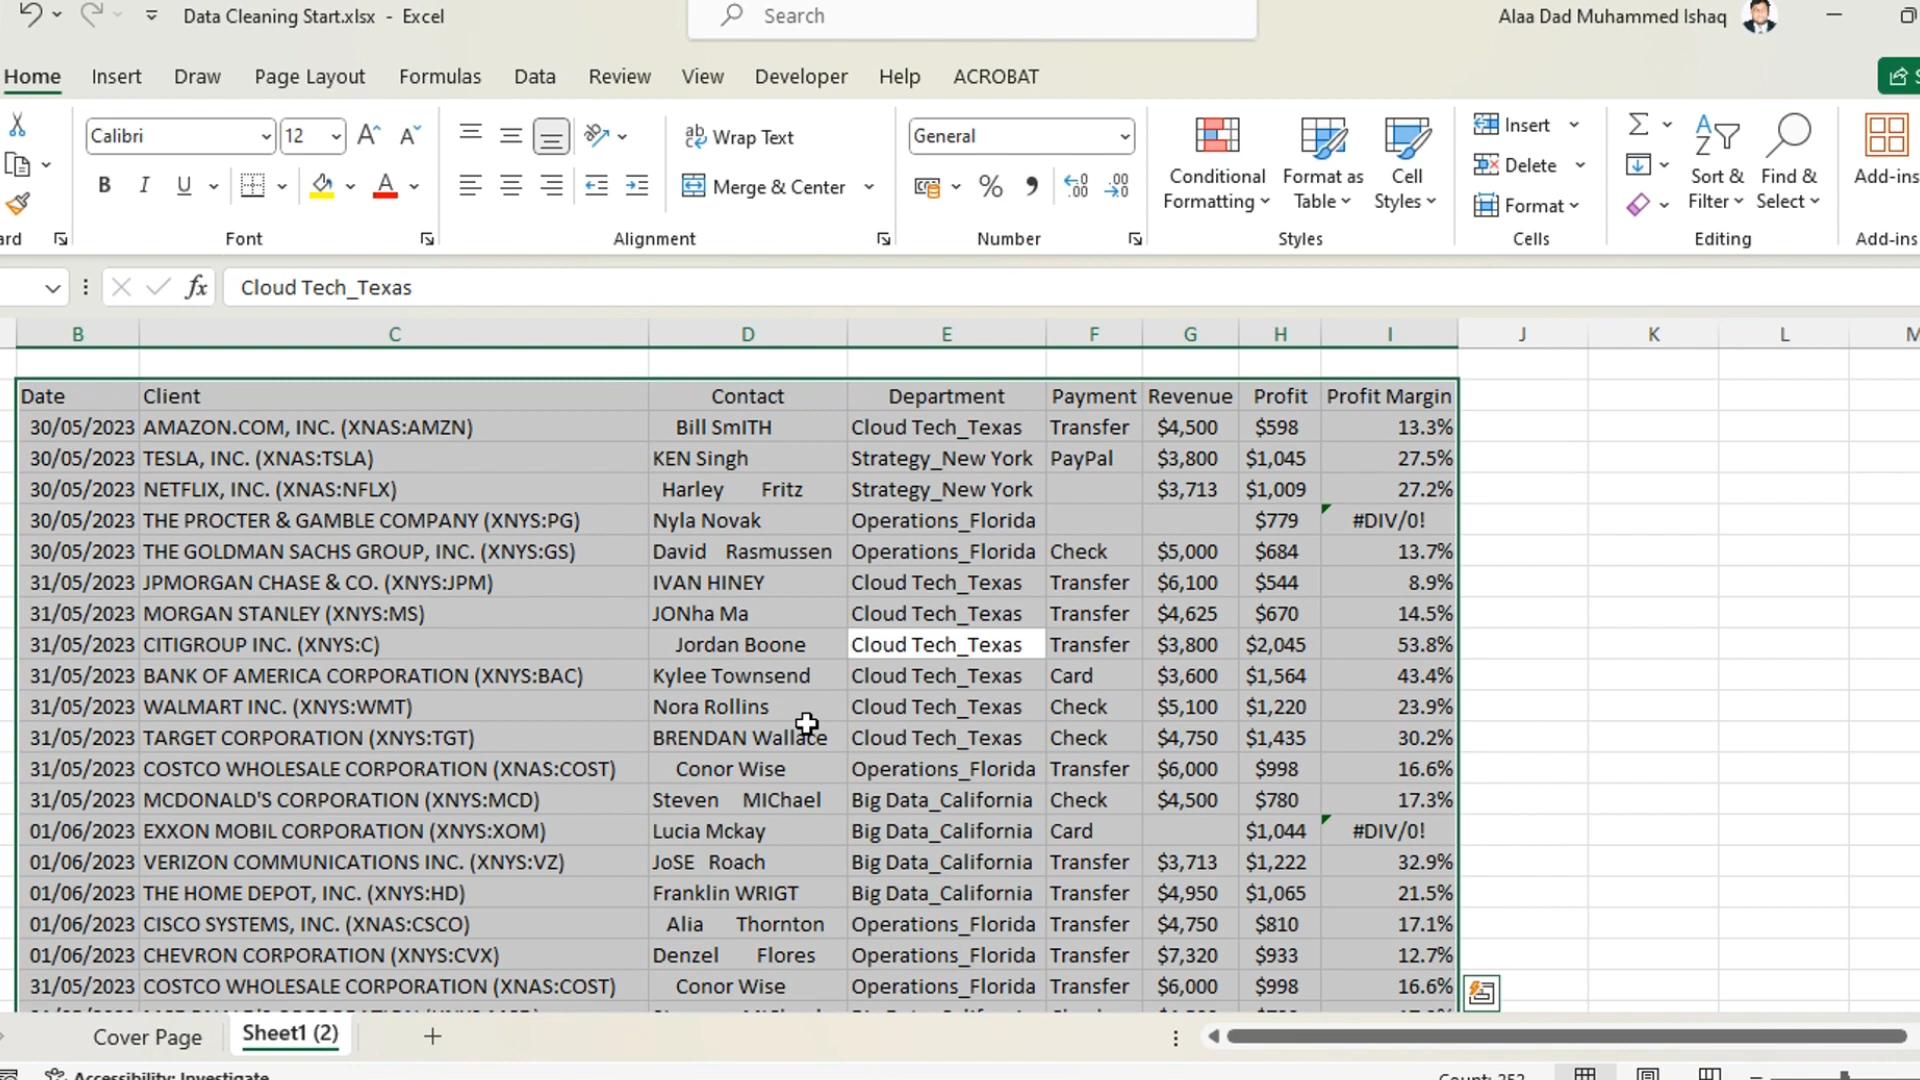 Data Cleaning Start.xlsx - Excel
Search
Alaa Dad Muhammed Ishaq
Home Insert Draw Page Layout Formulas Data Review View Developer Help ACROBAT
Calibri 12 Wrap Text General Insert
B I U Merge & Center Conditional Formatting Format as Table Cell Styles Delete Sort & Filter Find & Select Add-ins
Format
Font Alignment Number Styles Cells Editing Add-ins
fx Cloud Tech_Texas
B C D E F G H I J K L M
Date Client Contact Department Payment Revenue Profit Profit Margin
30/05/2023 AMAZON.COM, INC. (XNAS:AMZN) Bill SmITH Cloud Tech_Texas Transfer $4,500 $598 13.3%
30/05/2023 TESLA, INC. (XNAS:TSLA) KEN Singh Strategy_New York PayPal $3,800 $1,045 27.5%
30/05/2023 NETFLIX, INC. (XNAS:NFLX) Harley Fritz Strategy_New York $3,713 $1,009 27.2%
30/05/2023 THE PROCTER & GAMBLE COMPANY (XNYS:PG) Nyla Novak Operations_Florida $779 #DIV/0!
30/05/2023 THE GOLDMAN SACHS GROUP, INC. (XNYS:GS) David Rasmussen Operations_Florida Check $5,000 $684 13.7%
31/05/2023 JPMORGAN CHASE & CO. (XNYS:JPM) IVAN HINEY Cloud Tech_Texas Transfer $6,100 $544 8.9%
31/05/2023 MORGAN STANLEY (XNYS:MS) JONha Ma Cloud Tech_Texas Transfer $4,625 $670 14.5%
31/05/2023 CITIGROUP INC. (XNYS:C) Jordan Boone Cloud Tech_Texas Transfer $3,800 $2,045 53.8%
31/05/2023 BANK OF AMERICA CORPORATION (XNYS:BAC) Kylee Townsend Cloud Tech_Texas Card $3,600 $1,564 43.4%
31/05/2023 WALMART INC. (XNYS:WMT) Nora Rollins Cloud Tech_Texas Check $5,100 $1,220 23.9%
31/05/2023 TARGET CORPORATION (XNYS:TGT) BRENDAN Wallace Cloud Tech_Texas Check $4,750 $1,435 30.2%
31/05/2023 COSTCO WHOLESALE CORPORATION (XNAS:COST) Conor Wise Operations_Florida Transfer $6,000 $998 16.6%
31/05/2023 MCDONALD'S CORPORATION (XNYS:MCD) Steven MIChael Big Data_California Check $4,500 $780 17.3%
01/06/2023 EXXON MOBIL CORPORATION (XNYS:XOM) Lucia Mckay Big Data_California Card $1,044 #DIV/0!
01/06/2023 VERIZON COMMUNICATIONS INC. (XNYS:VZ) JoSE Roach Big Data_California Transfer $3,713 $1,222 32.9%
01/06/2023 THE HOME DEPOT, INC. (XNYS:HD) Franklin WRIGT Big Data_California Transfer $4,950 $1,065 21.5%
01/06/2023 CISCO SYSTEMS, INC. (XNAS:CSCO) Alia Thornton Operations_Florida Transfer $4,750 $810 17.1%
01/06/2023 CHEVRON CORPORATION (XNYS:CVX) Denzel Flores Operations_Florida Transfer $7,320 $933 12.7%
31/05/2023 COSTCO WHOLESALE CORPORATION (XNAS:COST) Conor Wise Operations_Florida Transfer $6,000 $998 16.6%
Cover Page Sheet1 (2)
Accessibility: Investigate